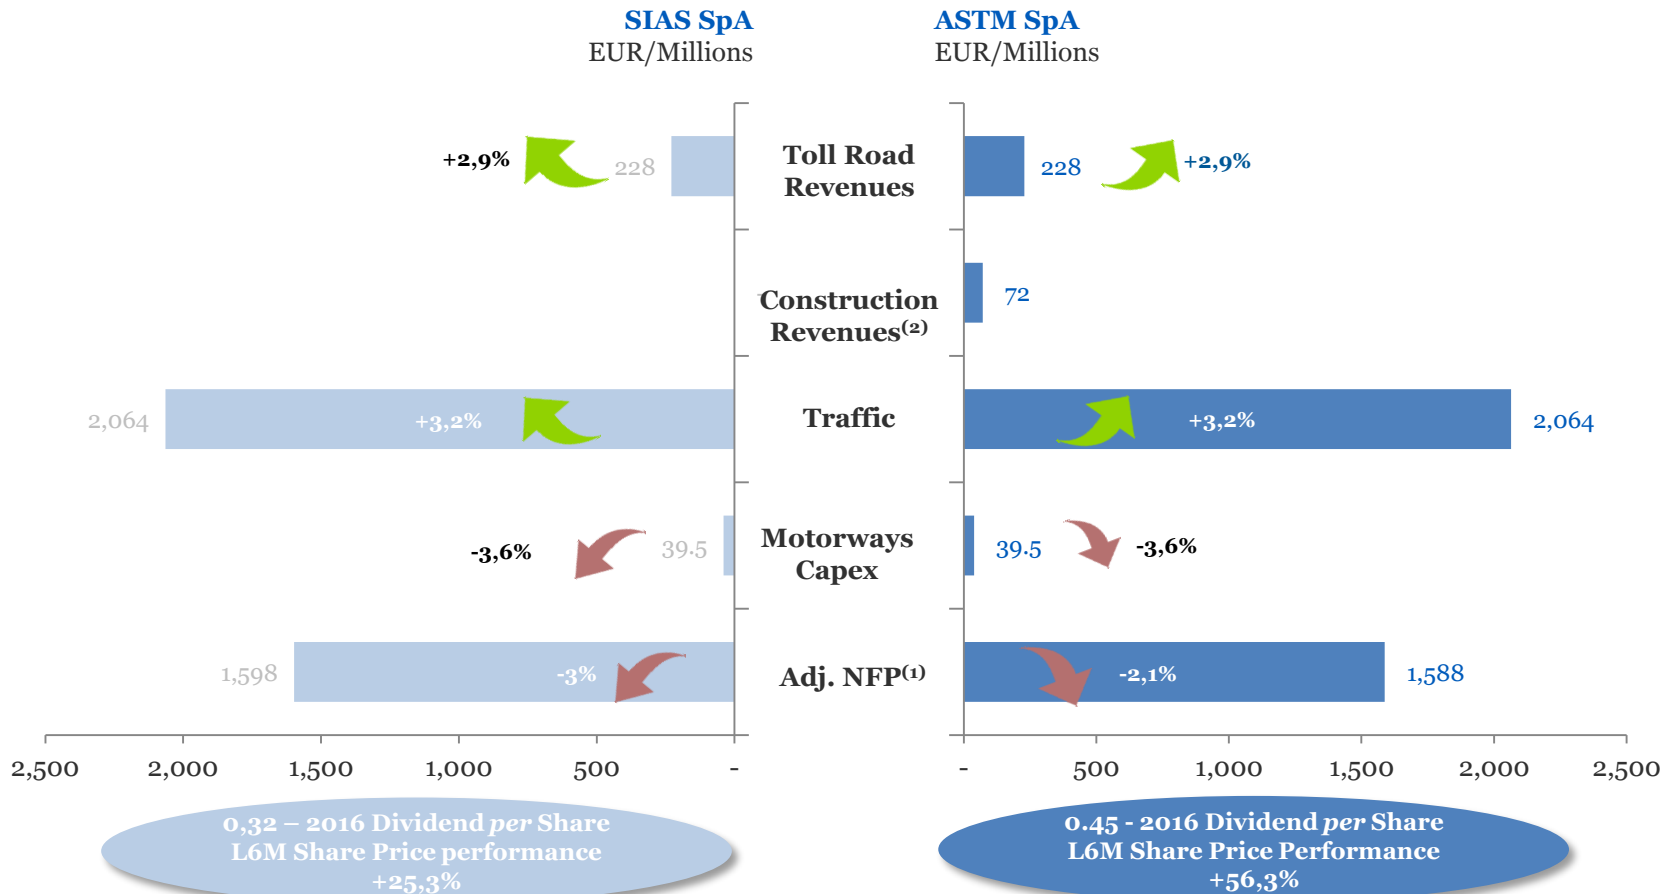 SIAS SpA
EUR/Millions
ASTM SpA
EUR/Millions
+2,9%
228
Toll Road
Revenues
228
+2,9%
-
Construction
Revenues(2)
72
2,064
+3,2%
Traffic
+3,2%
2,064
-3,6%
39.5
Motorways
Capex
39.5
-3,6%
1,598
-3%
Adj. NFP(1)
-2,1%
1,588
2,500
2,000
1,500
1,000
500
-
-
500
1,000
1,500
2,000
2,500
0,32 – 2016 Dividend per Share
L6M Share Price performance
+25,3%
0.45 - 2016 Dividend per Share
L6M Share Price Performance
+56,3%